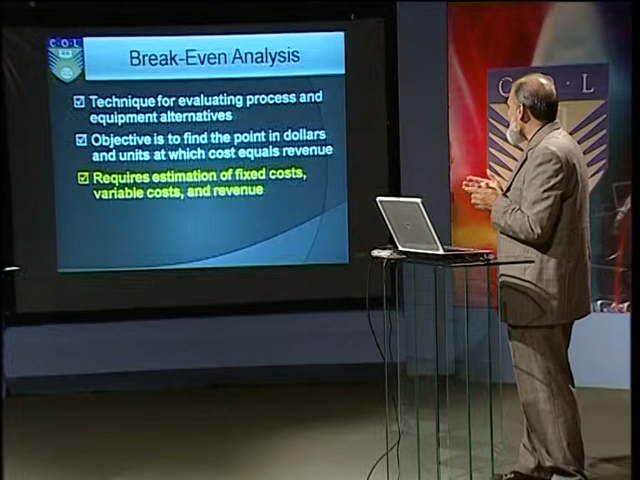 C.O.L
Break-Even Analysis
Technique for evaluating process and
equipment alternatives
Objective is to find the point in dollars
and units at which cost equals revenue
Requires estimation of fixed costs,
variable costs, and revenue
C O L